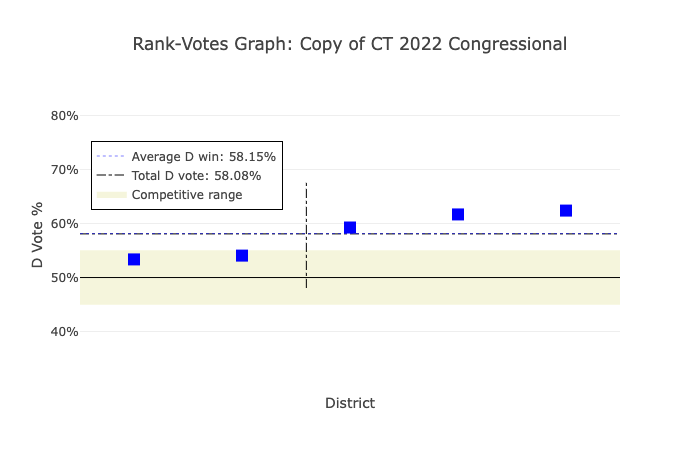 Rank-Votes Graph: Copy of CT 2022 Congressional
80%
70%
60%
50%
40%
D Vote %
Average D win: 58.15%
Total D vote: 58.08%
Competitive range
District